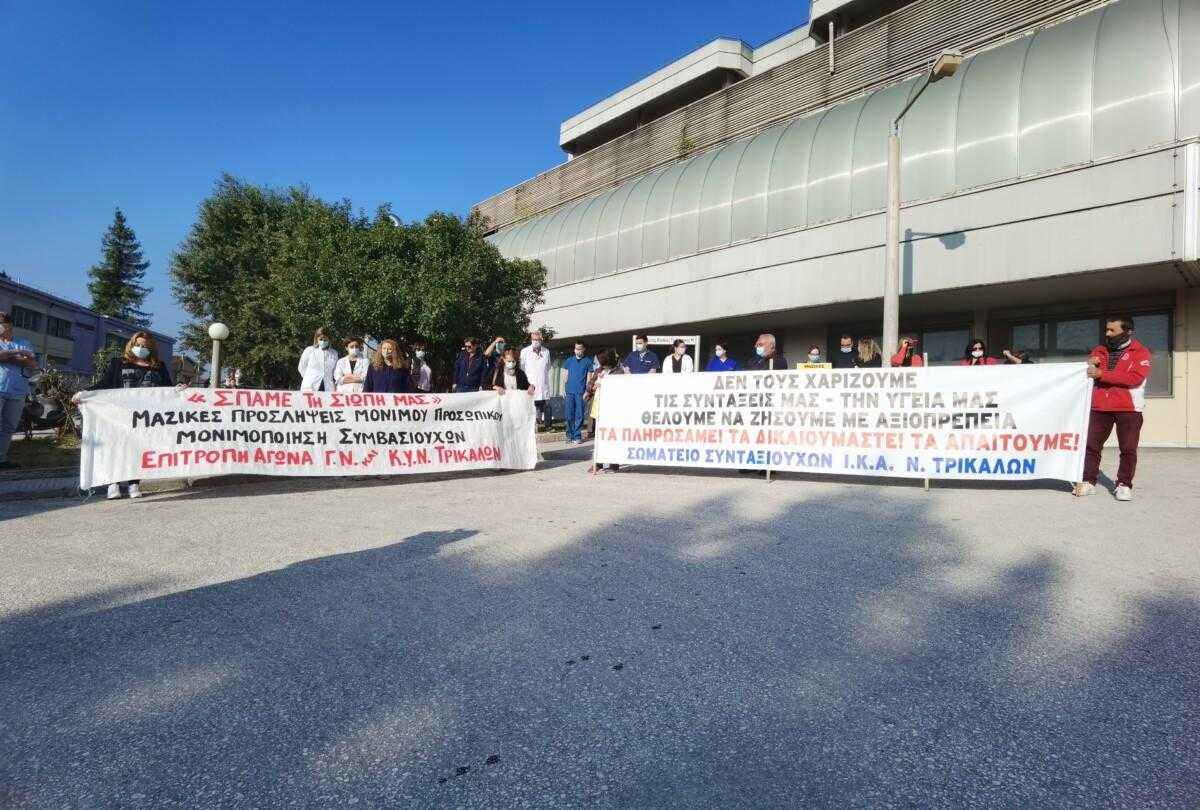 « ΣΠΑΜΕ ΤΗ ΣΙΩΠΗ ΜΑΣ»
ΜΑΖΙΚΕΣ ΠΡΟΣΛΗΨΕΙΣ ΜΟΝΙΜΟΥ ΠΡΟΣΩΠΙΚΟΥ
ΜΟΝΙΜΟΠΟΙΗΣΗ ΣΥΜΒΑΣΙΟΥΧΩΝ
ΕΠΙΤΡΟΠΗ ΑΓΩΝΑ Γ.Ν. ΚΑΙ Κ.Υ.Ν. ΤΡΙΚΑΛΩΝ
ΔΕΝ ΤΟΥΣ ΧΑΡΙΖΟΥΜΕ
ΤΙΣ ΣΥΝΤΑΞΕΙΣ ΜΑΣ - ΤΗΝ ΥΓΕΙΑ ΜΑΣ
ΘΕΛΟΥΜΕ ΝΑ ΖΗΣΟΥΜΕ ΜΕ ΑΞΙΟΠΡΕΠΕΙΑ
ΤΑ ΠΛΗΡΩΣΑΜΕ! ΤΑ ΔΙΚΑΙΟΥΜΑΣΤΕ! ΤΑ ΑΠΑΙΤΟΥΜΕ!
ΣΩΜΑΤΕΙΟ ΣΥΝΤΑΞΙΟΥΧΩΝ Ι.Κ.Α. Ν. ΤΡΙΚΑΛΩΝ